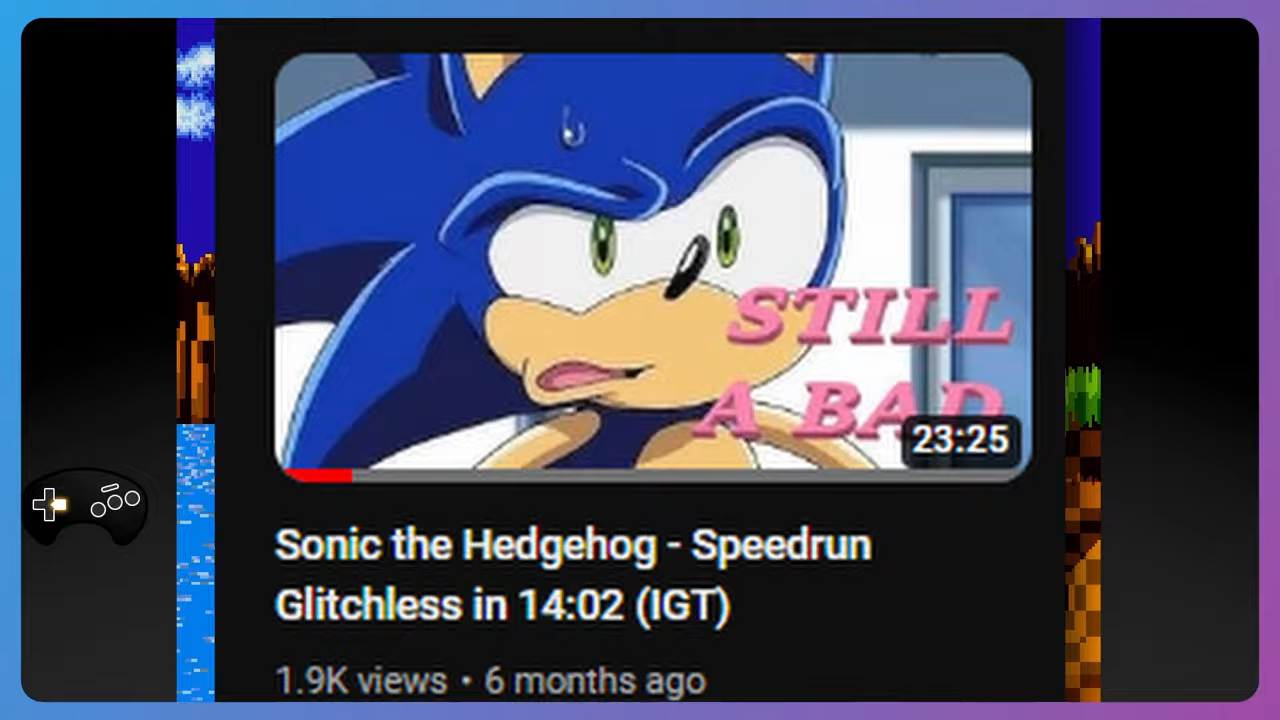 STILL
A BAD
23:25
Sonic the Hedgehog - Speedrun
Glitchless in 14:02 (IGT)
1.9K views • 6 months ago